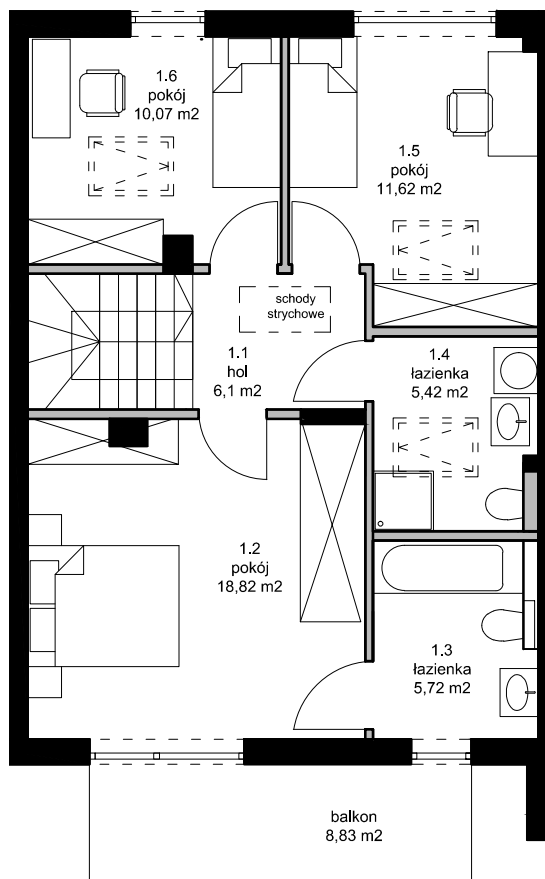 1.6
pokój
10,07 m2
1.5
pokój
11,62 m2
schody
strychowe
1.1
hol
6,1 m2
1.4
łazienka
5,42 m2
1.2
pokój
18,82 m2
1.3
łazienka
5,72 m2
balkon
8,83 m2